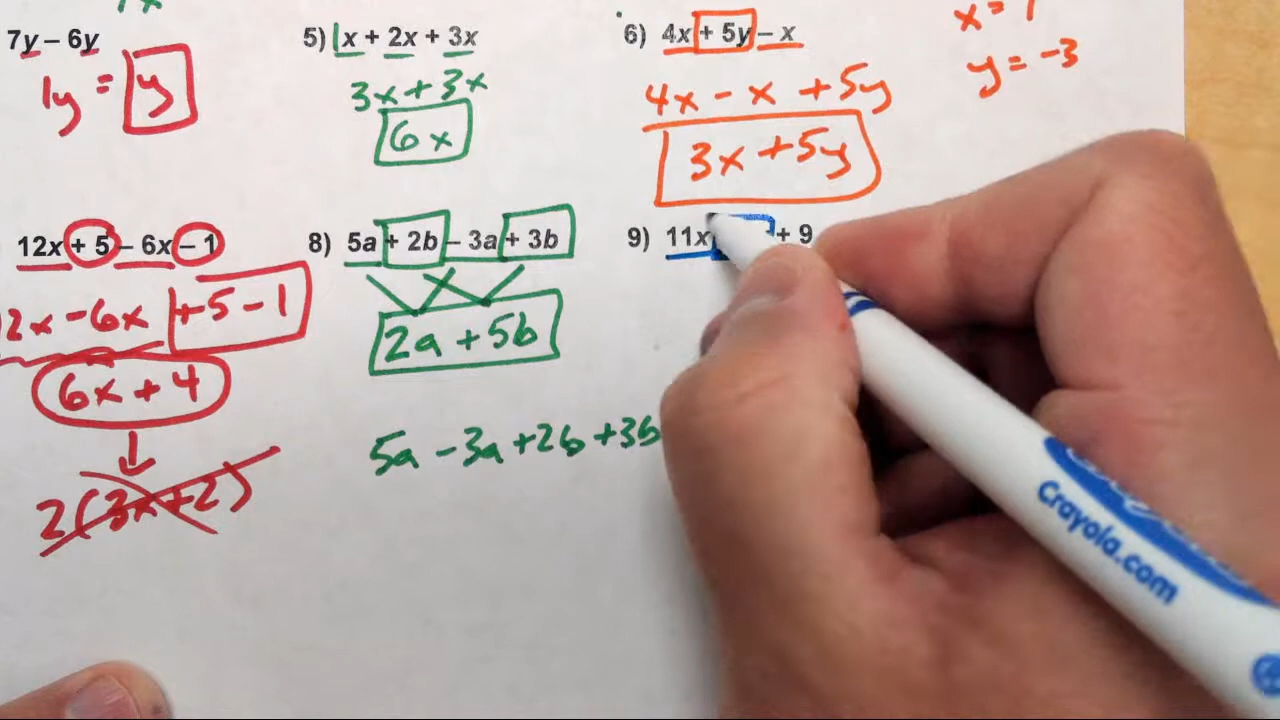 7y – 6y
1y = y
5) 1x + 2x + 3x
3x + 3x
6x
6) 4x + 5y – x
4x – x + 5y
3x + 5y
y = -3
12x + 5 – 6x – 1
2x – 6x + 5 – 1
6x + 4
2(3x+2)
8) 5a + 2b – 3a + 3b
2a + 5b
5a – 3a + 2b + 3b
9) 11x + 9
Crayola.com